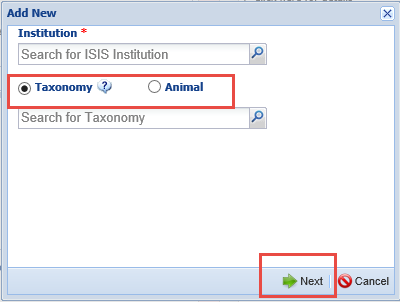 Add New
Institution *
Search for ISIS Institution
Taxonomy ? Animal
Search for Taxonomy
Next Cancel